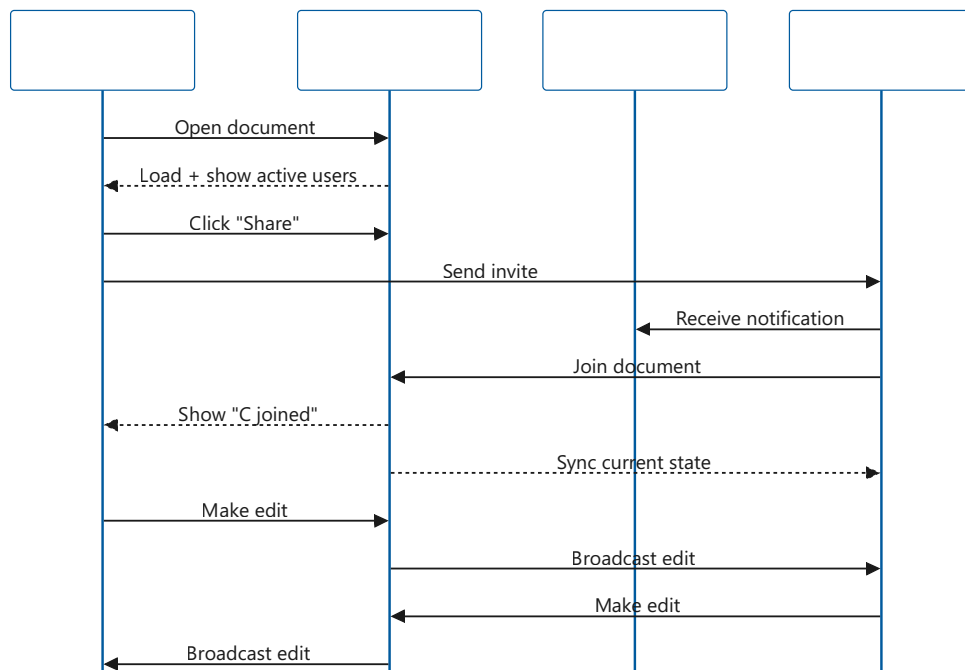 Open document
Load + show active users
Click "Share"
Send invite
Receive notification
Join document
Show "C joined"
Sync current state
Make edit
Broadcast edit
Make edit
Broadcast edit